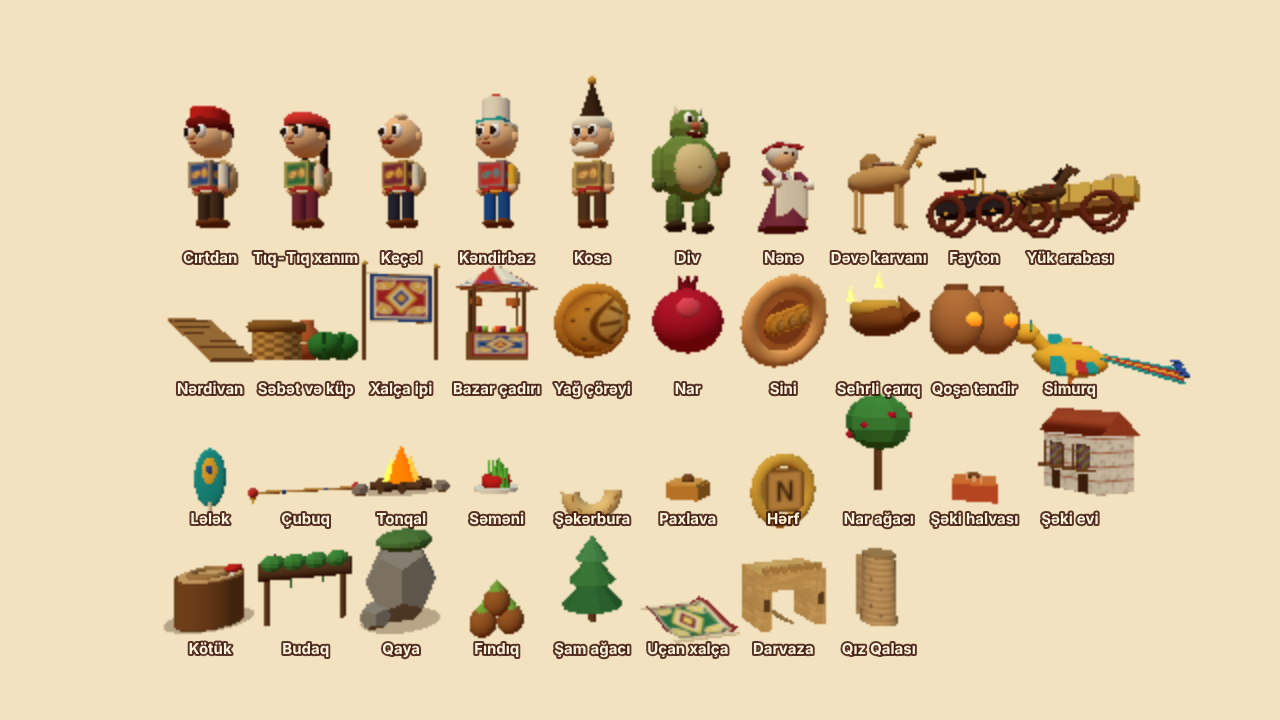 Cırtdan Tıq-Tıq xanım Keçəl Kəndirbaz Kosa Div Nənə Dəvə karvanı Fayton Yük arabası
Nərdivan Səbət və küp Xalça ipi Bazar çadırı Yağ çörəyi Nar Sini Sehrli çarıq Qoşa təndir Simurq
N
Lələk Çubuq Tonqal Səməni Şəkərbura Paxlava Hərf Nar ağacı Şəki halvası Şəki evi
Kötük Budaq Qaya Fındıq Şam ağacı Uçan xalça Darvaza Qız Qalası